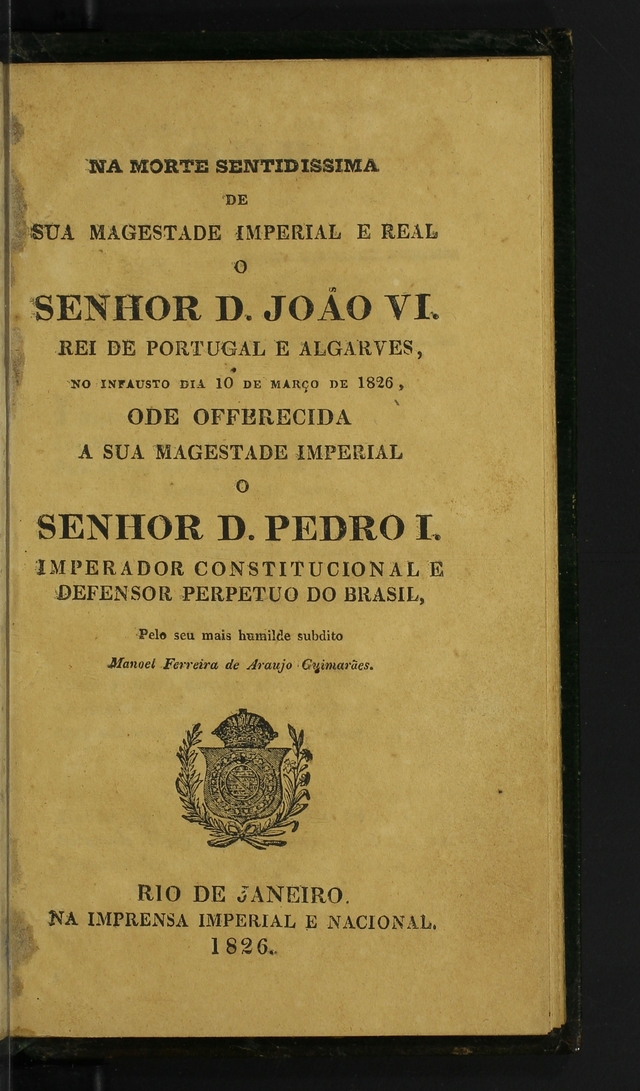 NA MORTE SENTIDISSIMA
DE
SUA MAGESTADE IMPERIAL E REAL
O
SENHOR D. JOÃO VI.
REI DE PORTUGAL E ALGARVES,
NO INFAUSTO DIA 10 DE MARÇO DE 1826,
ODE OFFERECIDA
A SUA MAGESTADE IMPERIAL
O
SENHOR D. PEDRO I.
IMPERADOR CONSTITUCIONAL E
DEFENSOR PERPETUO DO BRASIL,
Pelo seu mais humilde subdito
Manoel Ferreira de Araujo Guimarães.
RIO DE JANEIRO.
NA IMPRENSA IMPERIAL E NACIONAL.
1826.